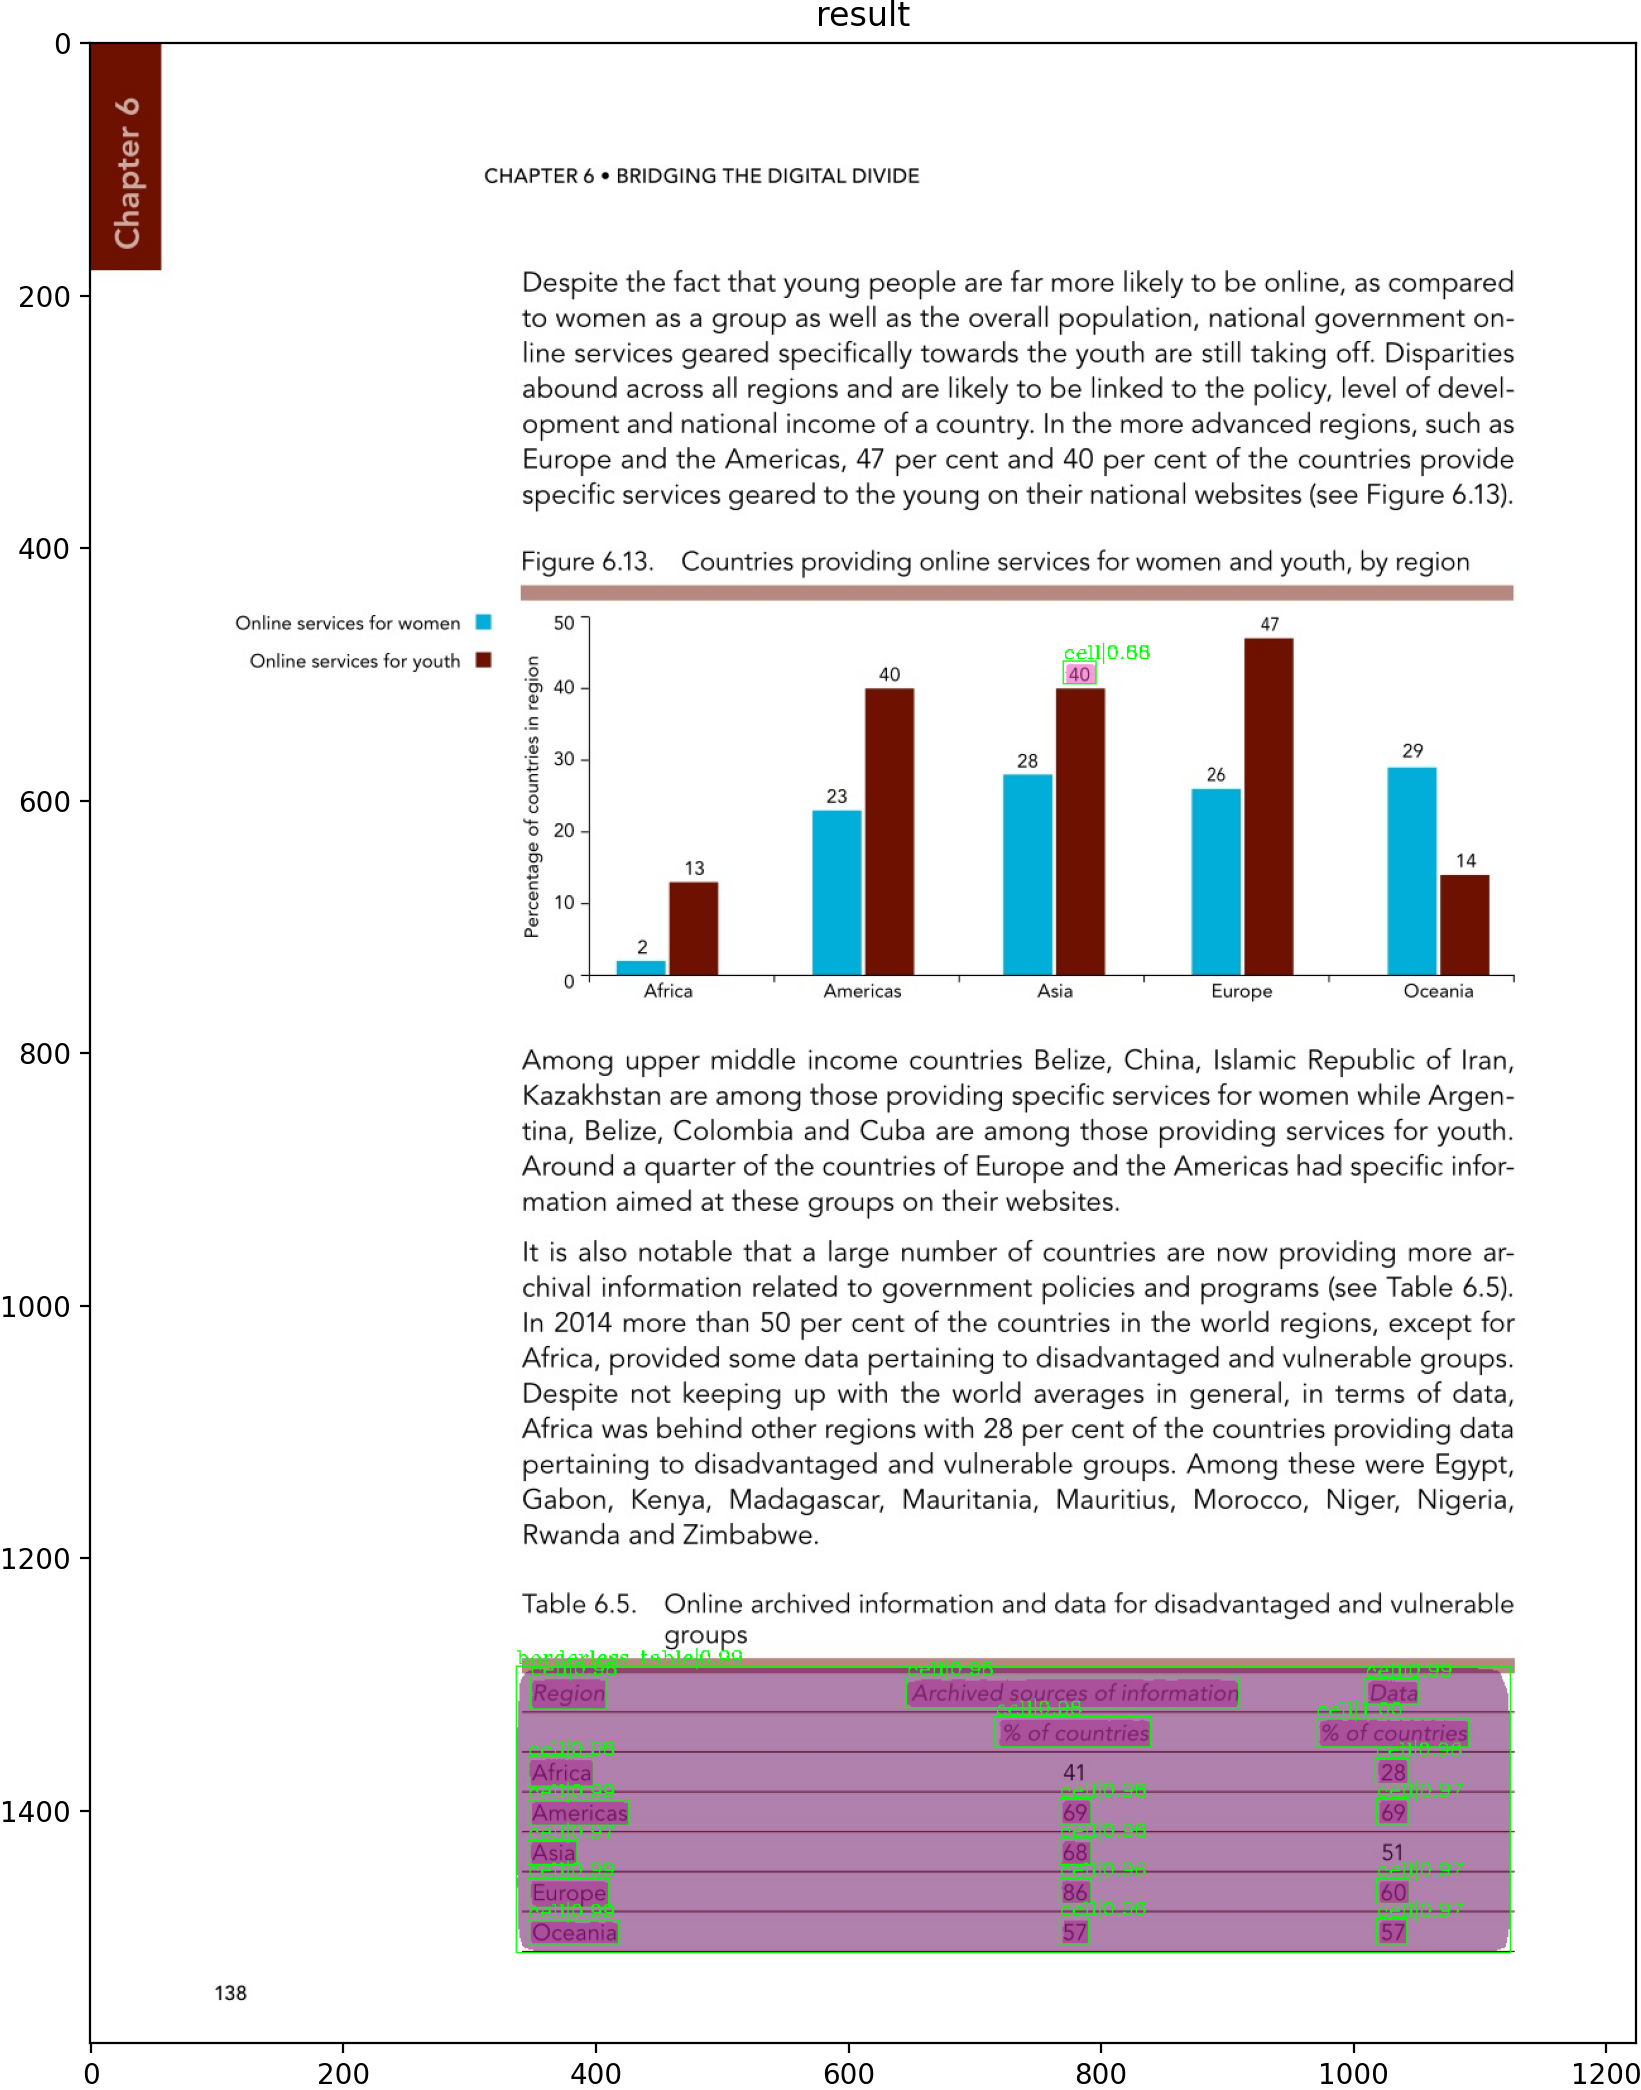 result
Chapter 6
CHAPTER 6 • BRIDGING THE DIGITAL DIVIDE
Despite the fact that young people are far more likely to be online, as compared
to women as a group as well as the overall population, national government on-
line services geared specifically towards the youth are still taking off. Disparities
abound across all regions and are likely to be linked to the policy, level of devel-
opment and national income of a country. In the more advanced regions, such as
Europe and the Americas, 47 per cent and 40 per cent of the countries provide
specific services geared to the young on their national websites (see Figure 6.13).
Figure 6.13. Countries providing online services for women and youth, by region
Online services for women
Online services for youth
Percentage of countries in region
50
40
30
20
10
0
2
13
23
40
28
cell
40
26
47
29
14
Africa Americas Asia Europe Oceania
Among upper middle income countries Belize, China, Islamic Republic of Iran,
Kazakhstan are among those providing specific services for women while Argen-
tina, Belize, Colombia and Cuba are among those providing services for youth.
Around a quarter of the countries of Europe and the Americas had specific infor-
mation aimed at these groups on their websites.
It is also notable that a large number of countries are now providing more ar-
chival information related to government policies and programs (see Table 6.5).
In 2014 more than 50 per cent of the countries in the world regions, except for
Africa, provided some data pertaining to disadvantaged and vulnerable groups.
Despite not keeping up with the world averages in general, in terms of data,
Africa was behind other regions with 28 per cent of the countries providing data
pertaining to disadvantaged and vulnerable groups. Among these were Egypt,
Gabon, Kenya, Madagascar, Mauritania, Mauritius, Morocco, Niger, Nigeria,
Rwanda and Zimbabwe.
Table 6.5. Online archived information and data for disadvantaged and vulnerable
groups
borderless_table|0.99
Region Archived sources of information Data
% of countries % of countries
Africa 41 28
Americas 69 69
Asia 68 51
Europe 86 60
Oceania 57 57
138
0
200
400
600
800
1000
1200
1400
0 200 400 600 800 1000 1200